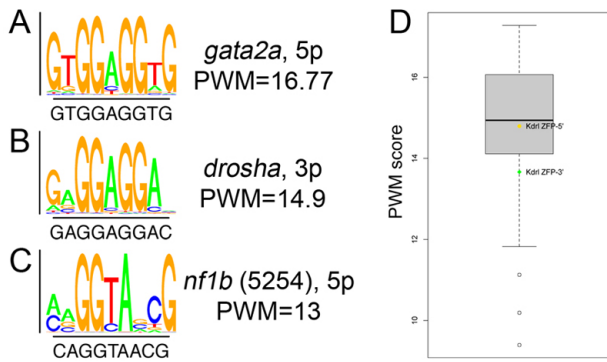 A
gata2a, 5p
PWM=16.77
GTGGAGGTG
B
drosha, 3p
PWM=14.9
GAGGAGGAC
C
nf1b (5254), 5p
PWM=13
CAGGTAACG
D
PWM score
16
14
12
10
Kdrl ZFP-5'
Kdrl ZFP-3'